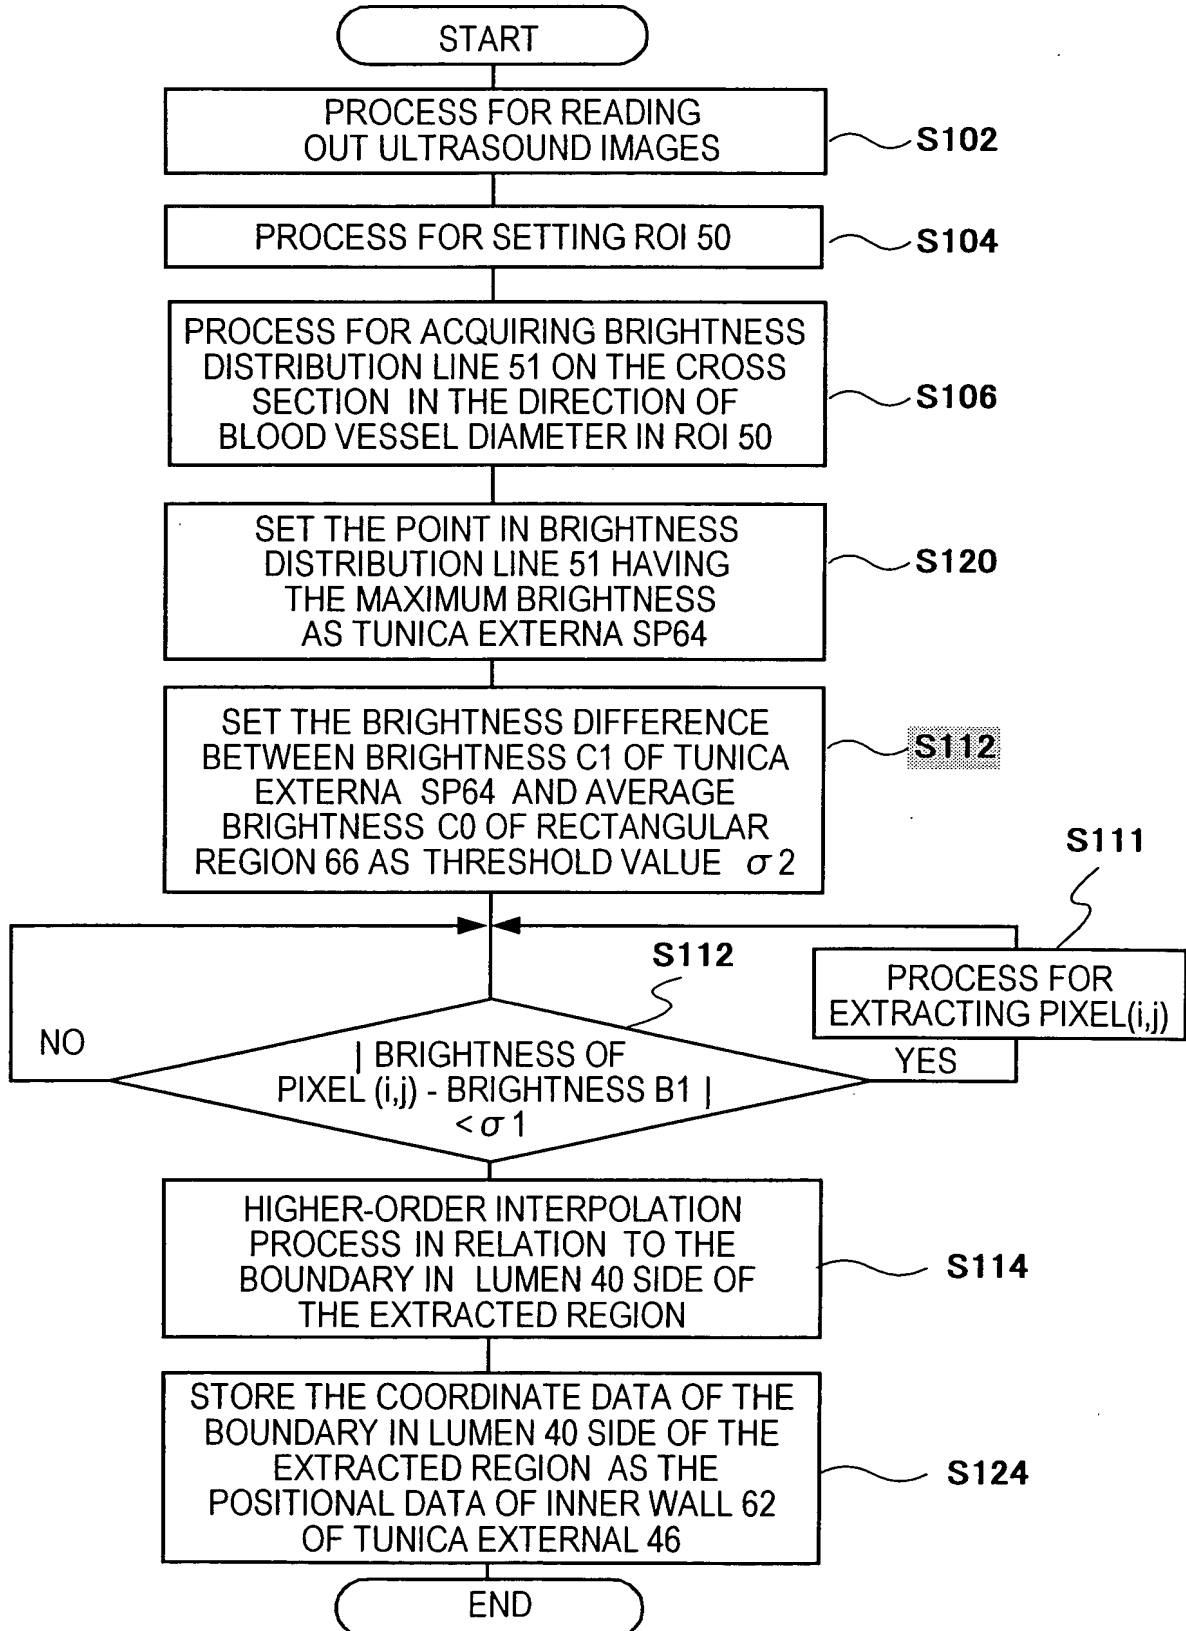 START
PROCESS FOR READING
OUT ULTRASOUND IMAGES
S102
PROCESS FOR SETTING ROI 50
S104
PROCESS FOR ACQUIRING BRIGHTNESS
DISTRIBUTION LINE 51 ON THE CROSS
SECTION IN THE DIRECTION OF
BLOOD VESSEL DIAMETER IN ROI 50
S106
SET THE POINT IN BRIGHTNESS
DISTRIBUTION LINE 51 HAVING
THE MAXIMUM BRIGHTNESS
AS TUNICA EXTERNA SP64
S120
SET THE BRIGHTNESS DIFFERENCE
BETWEEN BRIGHTNESS C1 OF TUNICA
EXTERNA SP64 AND AVERAGE
BRIGHTNESS C0 OF RECTANGULAR
REGION 66 AS THRESHOLD VALUE σ2
S112
S111
PROCESS FOR
EXTRACTING PIXEL(i,j)
S112
NO
YES
| BRIGHTNESS OF
PIXEL (i,j) - BRIGHTNESS B1 |
< σ1
HIGHER-ORDER INTERPOLATION
PROCESS IN RELATION TO THE
BOUNDARY IN LUMEN 40 SIDE OF
THE EXTRACTED REGION
S114
STORE THE COORDINATE DATA OF THE
BOUNDARY IN LUMEN 40 SIDE OF THE
EXTRACTED REGION AS THE
POSITIONAL DATA OF INNER WALL 62
OF TUNICA EXTERNAL 46
S124
END